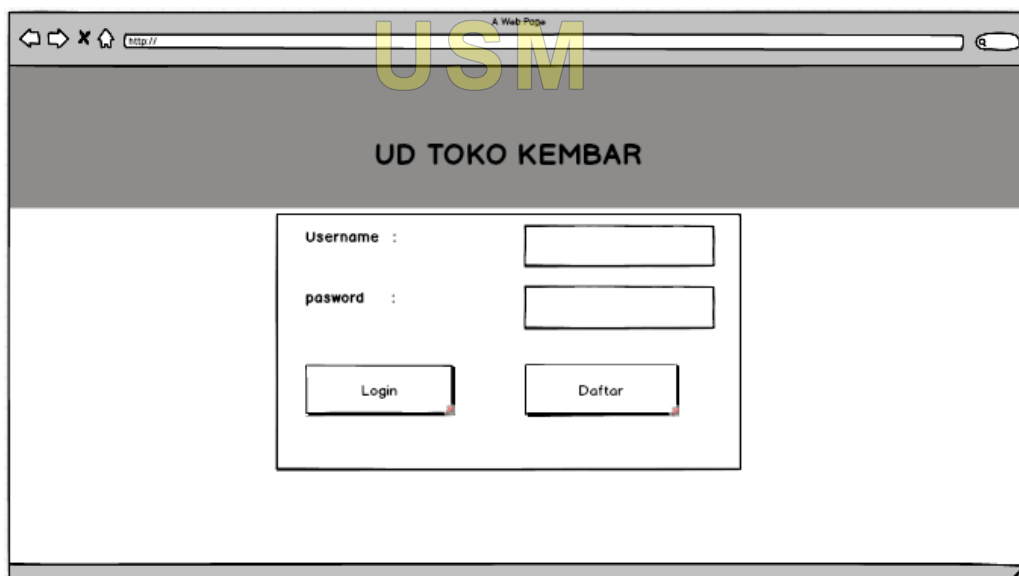 A Web Page
http://
USM
UD TOKO KEMBAR
Username :
pasword :
Login
Daftar